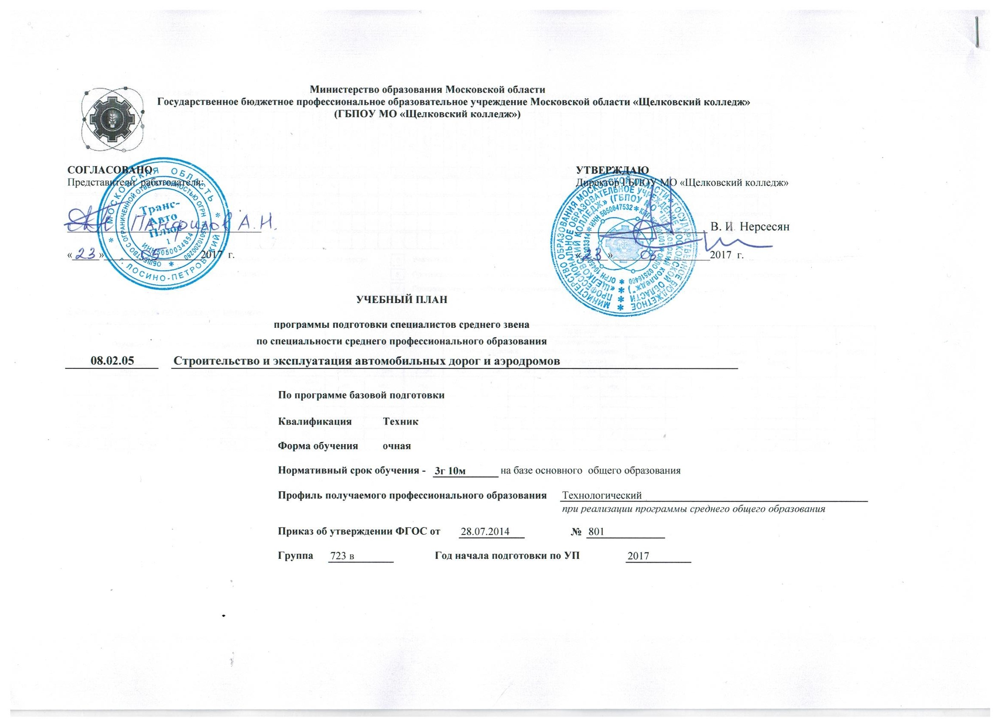 Министерство образования Московской области
Государственное бюджетное профессиональное образовательное учреждение Московской области «Щелковский колледж»
(ГБПОУ МО «Щелковский колледж»)
СОГЛАСОВАНО
Представители работодателя:
Панфилов А.Н.
«23» 05 2017 г.
МОСКОВСКАЯ ОБЛАСТЬ
* г. ЛОСИНО-ПЕТРОВСКИЙ *
ОБЩЕСТВО С ОГРАНИЧЕННОЙ ОТВЕТСТВЕННОСТЬЮ ОГРН
Транс-
Авто
Плюс
1
ИНН 5050034854
УТВЕРЖДАЮ
Директор ГБПОУ МО «Щелковский колледж»
В. И. Нерсесян
«23» 05 2017 г.
МИНИСТЕРСТВО ОБРАЗОВАНИЯ МОСКОВСКОЙ ОБЛАСТИ * ГОСУДАРСТВЕННОЕ БЮДЖЕТНОЕ
ПРОФЕССИОНАЛЬНОЕ ОБРАЗОВАТЕЛЬНОЕ УЧРЕЖДЕНИЕ МОСКОВСКОЙ ОБЛАСТИ
«ЩЕЛКОВСКИЙ КОЛЛЕДЖ» (ГБПОУ МО "ЩЕЛКОВСКИЙ КОЛЛЕДЖ")
ИНН 5050047532
УЧЕБНЫЙ ПЛАН
программы подготовки специалистов среднего звена
по специальности среднего профессионального образования
08.02.05 Строительство и эксплуатация автомобильных дорог и аэродромов
По программе базовой подготовки
Квалификация Техник
Форма обучения очная
Нормативный срок обучения - 3г 10м на базе основного общего образования
Профиль получаемого профессионального образования Технологический
при реализации программы среднего общего образования
Приказ об утверждении ФГОС от 28.07.2014 № 801
Группа 723 в Год начала подготовки по УП 2017